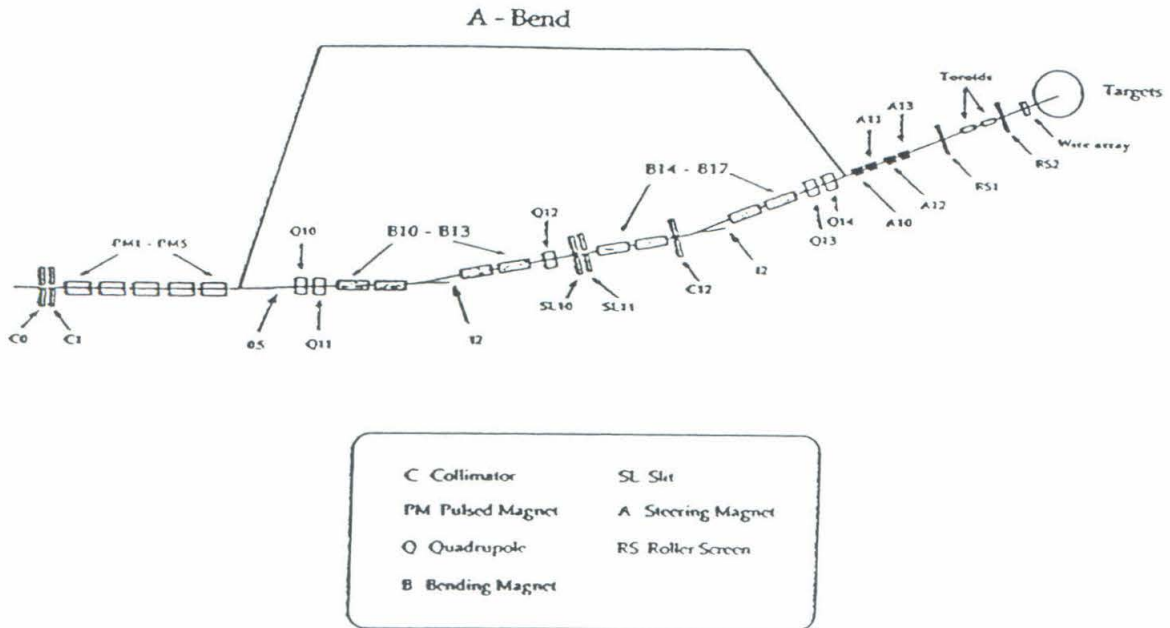 A - Bend
Toroids
Targets
A11
A13
Wire array
RS2
RS1
B14 - B17
A12
A10
Q14
Q13
Q12
Q10
B10 - B13
PM1 - PM5
I2
C12
SL10
SL11
I2
C0
C1
Q11
C Collimator
SL Slit
PM Pulsed Magnet
A Steering Magnet
Q Quadrupole
RS Roller Screen
B Bending Magnet